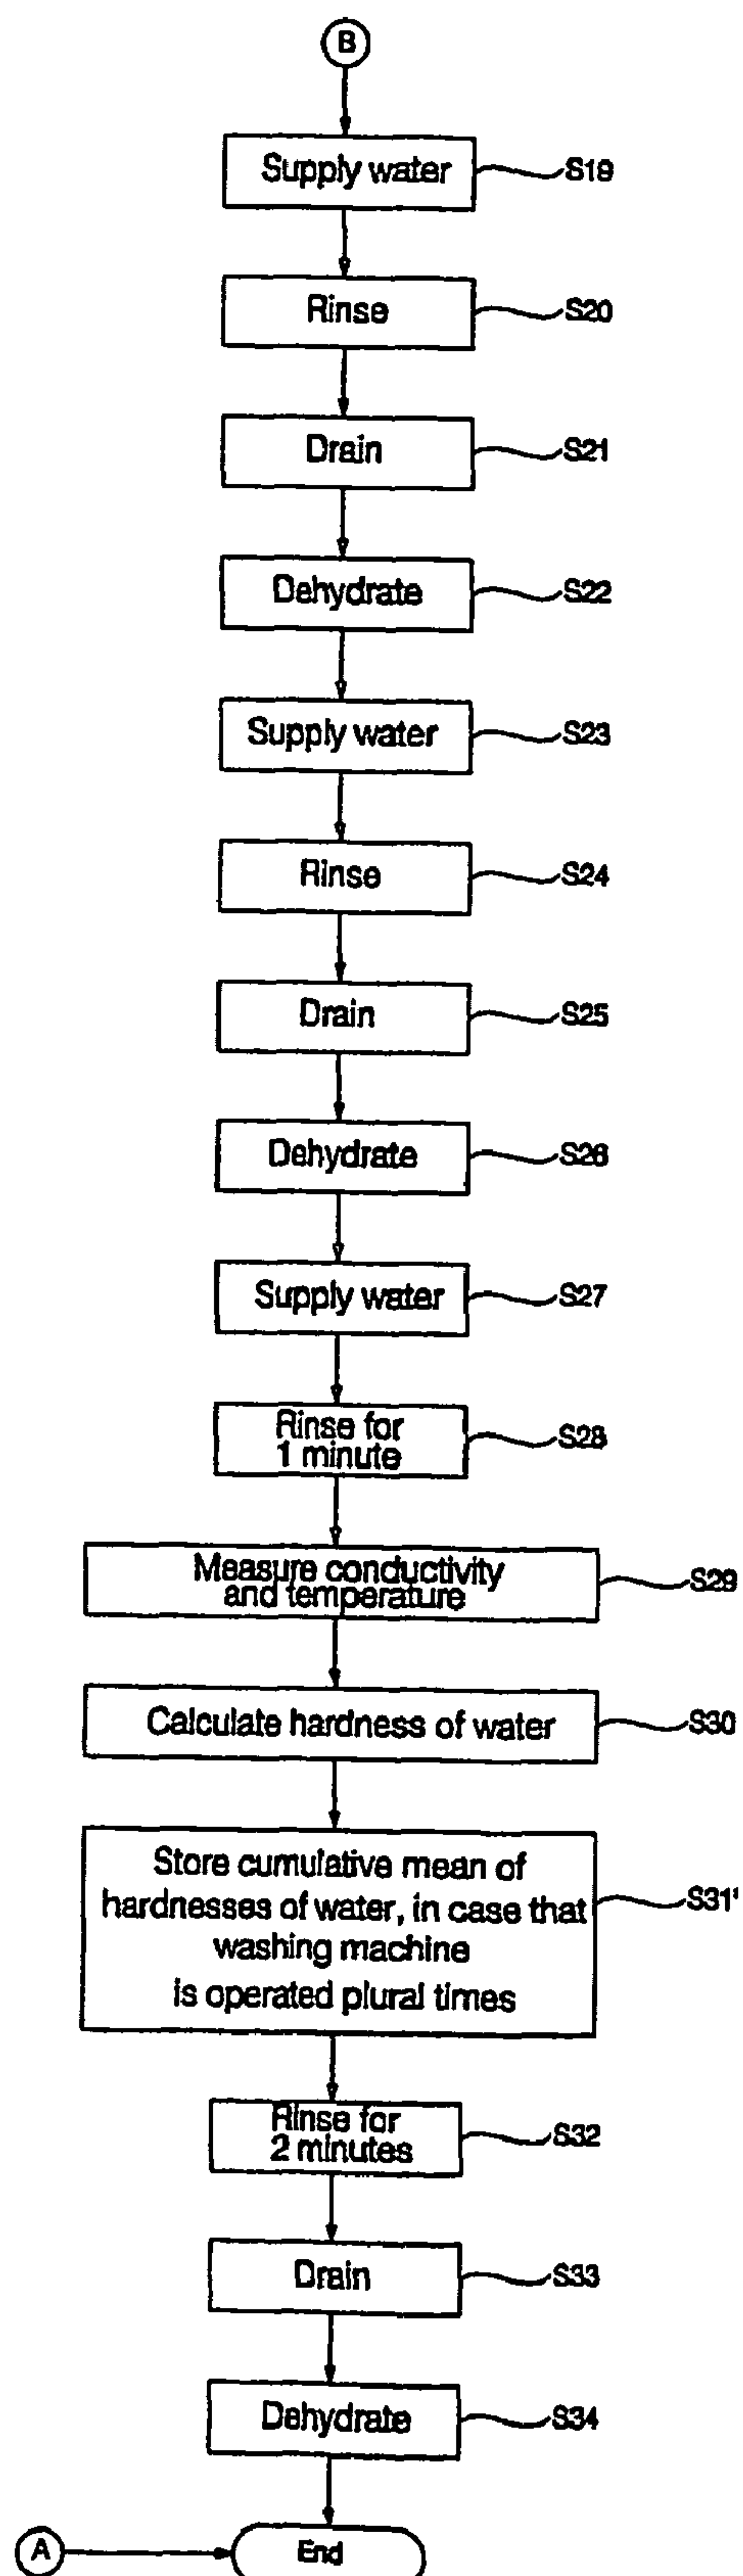 B
Supply water
S19
Rinse
S20
Drain
S21
Dehydrate
S22
Supply water
S23
Rinse
S24
Drain
S25
Dehydrate
S26
Supply water
S27
Rinse for
1 minute
S28
Measure conductivity
and temperature
S29
Calculate hardness of water
S30
Store cumulative mean of
hardnesses of water, in case that
washing machine
is operated plural times
S31'
Rinse for
2 minutes
S32
Drain
S33
Dehydrate
S34
A
End